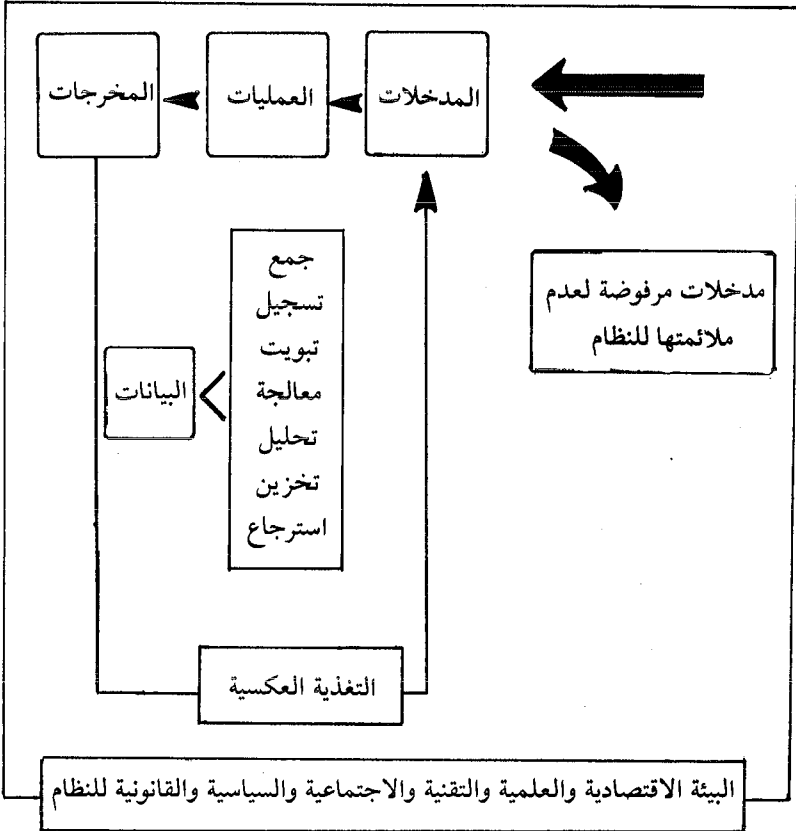 المدخلات
العمليات
المخرجات
مدخلات مرفوضة لعدم
ملائمتها للنظام
جمع
تسجيل
تبويت
معالجة
تحليل
تخزين
استرجاع
البيانات
التغذية العكسية
البيئة الاقتصادية والعلمية والتقنية والاجتماعية والسياسية والقانونية للنظام